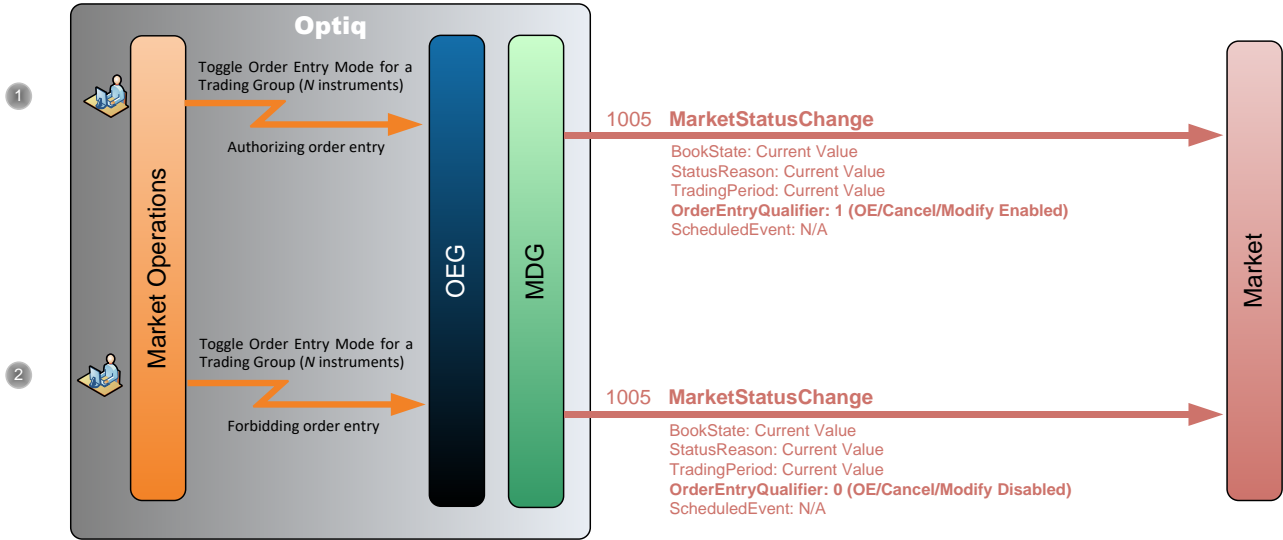 Optiq
Market Operations
OEG
MDG
Market
1
Toggle Order Entry Mode for a
Trading Group (N instruments)
Authorizing order entry
1005 MarketStatusChange
BookState: Current Value
StatusReason: Current Value
TradingPeriod: Current Value
OrderEntryQualifier: 1 (OE/Cancel/Modify Enabled)
ScheduledEvent: N/A
2
Toggle Order Entry Mode for a
Trading Group (N instruments)
Forbidding order entry
1005 MarketStatusChange
BookState: Current Value
StatusReason: Current Value
TradingPeriod: Current Value
OrderEntryQualifier: 0 (OE/Cancel/Modify Disabled)
ScheduledEvent: N/A